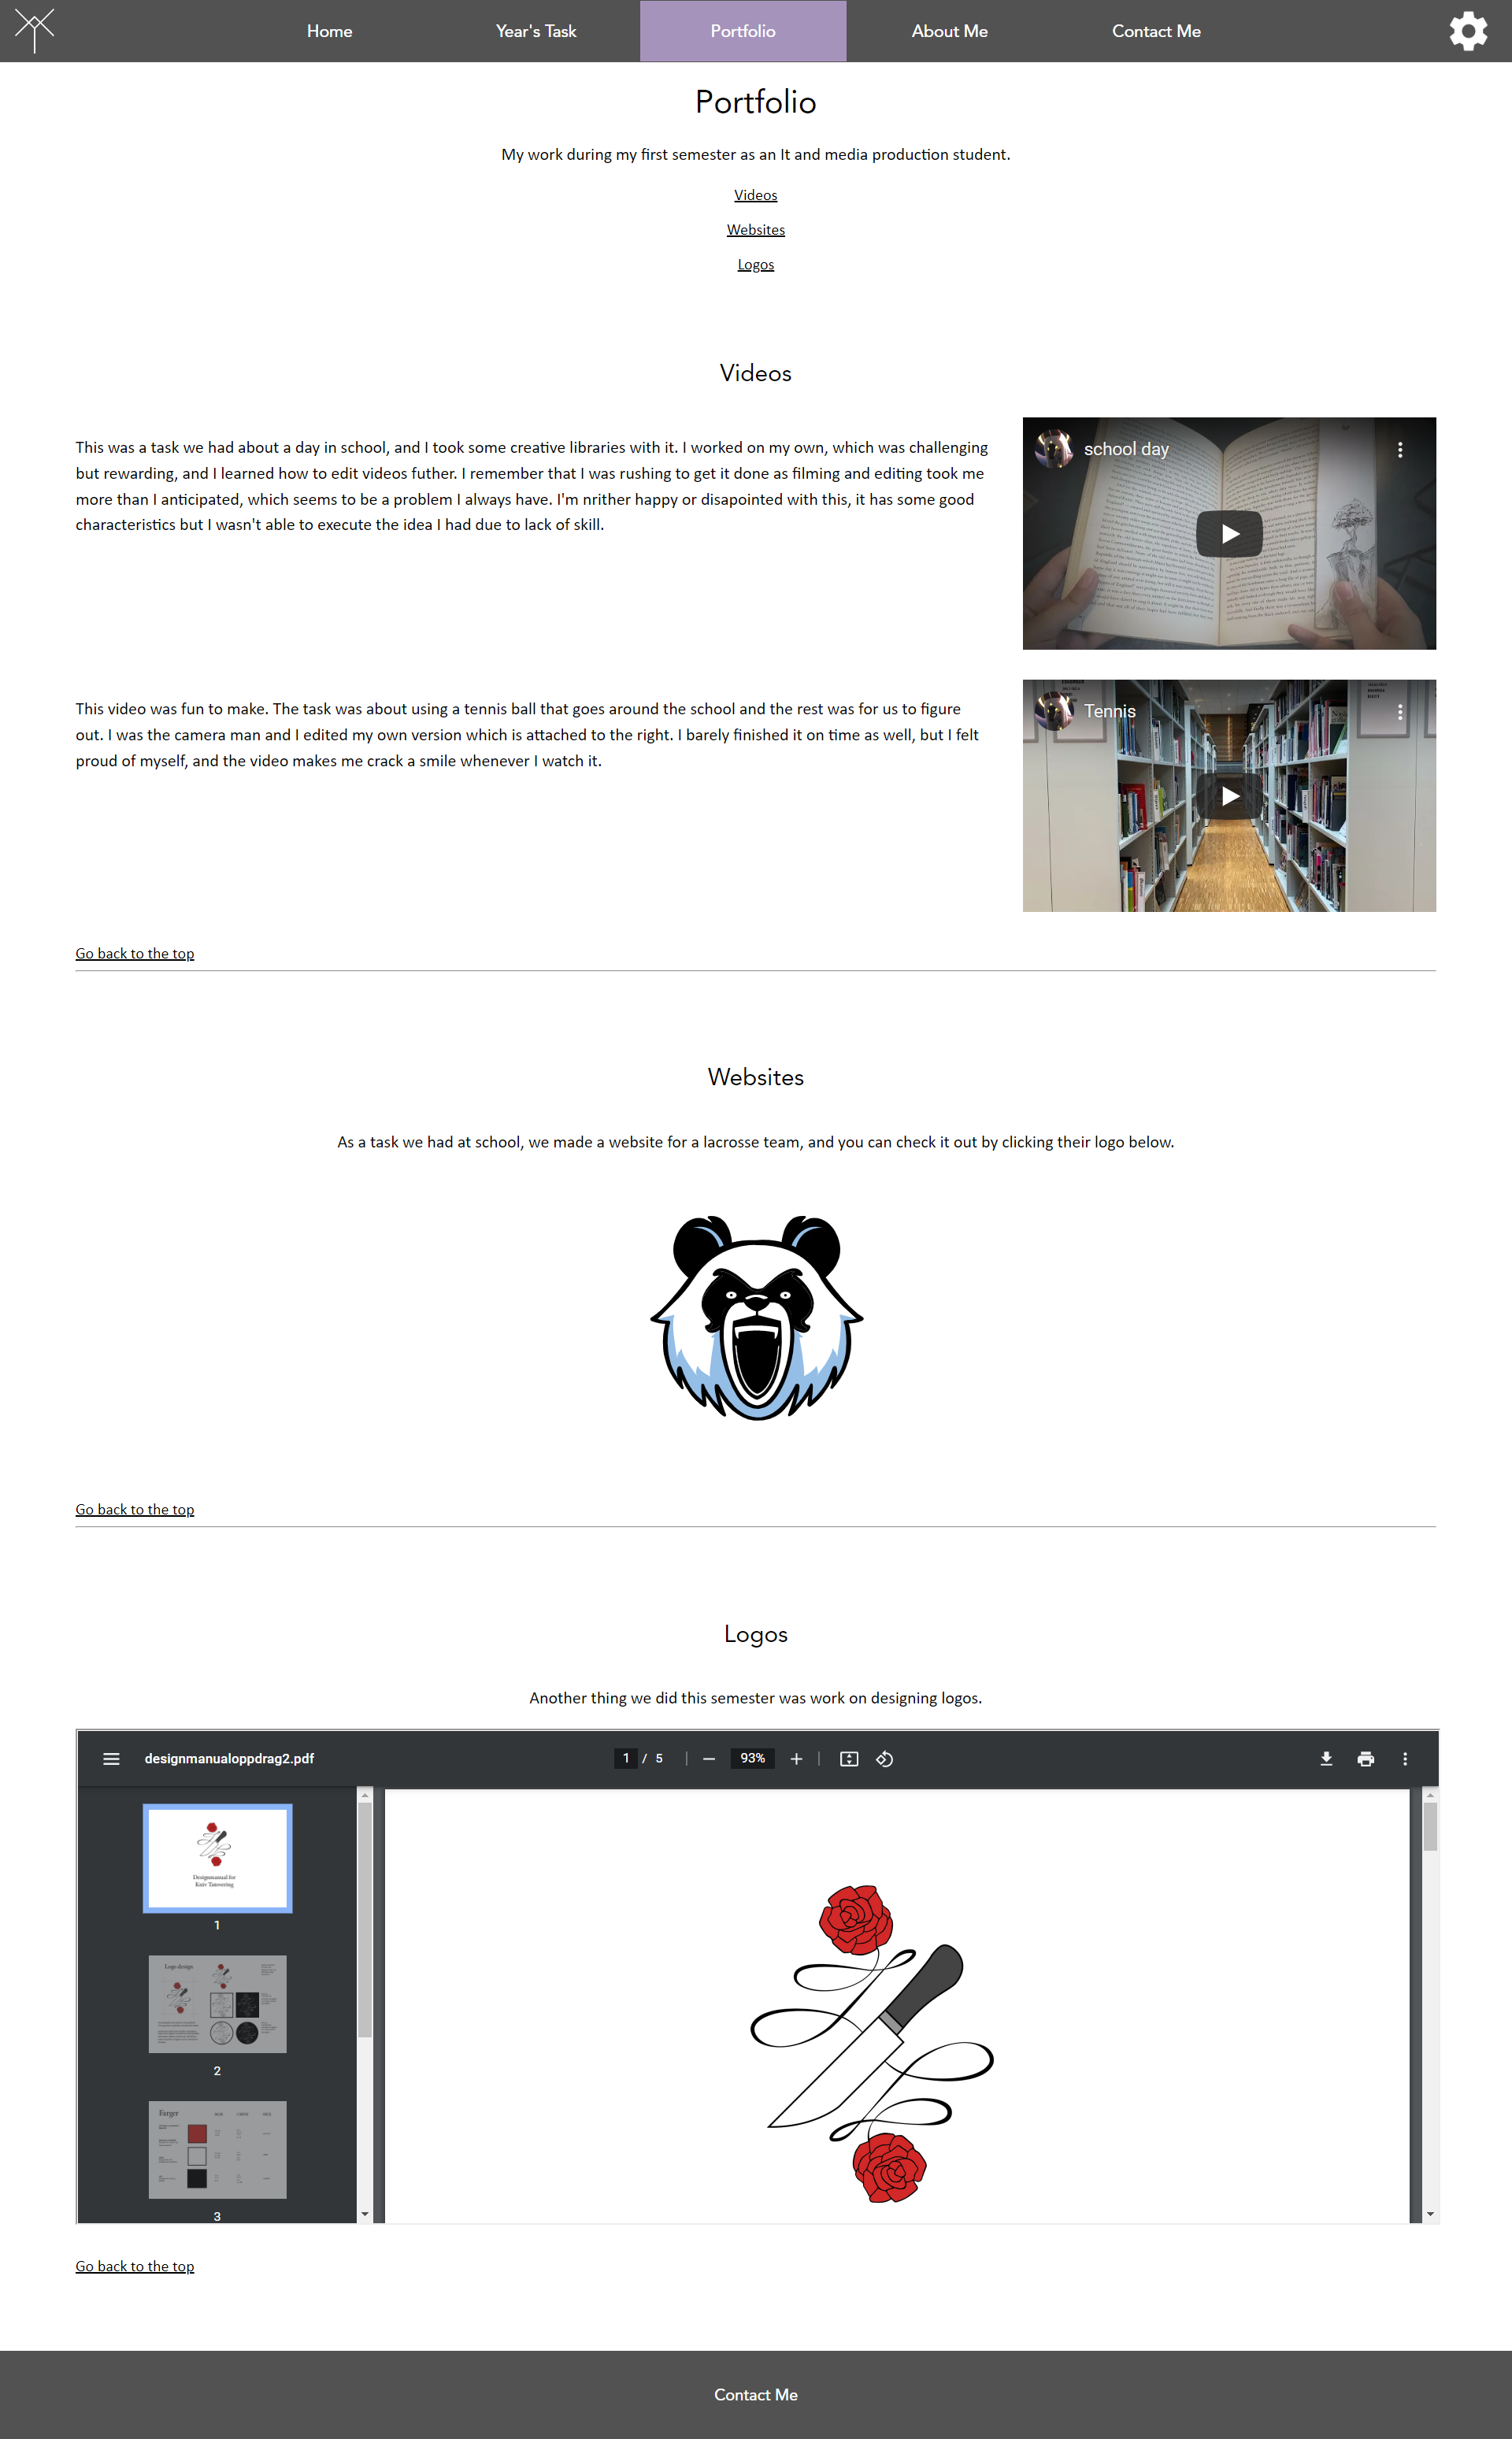 Home Year's Task Portfolio About Me Contact Me
Portfolio
My work during my first semester as an It and media production student.
Videos
Websites
Logos
Videos
This was a task we had about a day in school, and I took some creative libraries with it. I worked on my own, which was challenging
but rewarding, and I learned how to edit videos futher. I remember that I was rushing to get it done as filming and editing took me
more than I anticipated, which seems to be a problem I always have. I'm nrither happy or disapointed with this, it has some good
characteristics but I wasn't able to execute the idea I had due to lack of skill.
school day
This video was fun to make. The task was about using a tennis ball that goes around the school and the rest was for us to figure
out. I was the camera man and I edited my own version which is attached to the right. I barely finished it on time as well, but I felt
proud of myself, and the video makes me crack a smile whenever I watch it.
Tennis
Go back to the top
Websites
As a task we had at school, we made a website for a lacrosse team, and you can check it out by clicking their logo below.
Go back to the top
Logos
Another thing we did this semester was work on designing logos.
designmanualoppdrag2.pdf 1 / 5 93%
Designmanual for
Kniv Tatovering
1
Logo design
2
Farger
3
Go back to the top
Contact Me